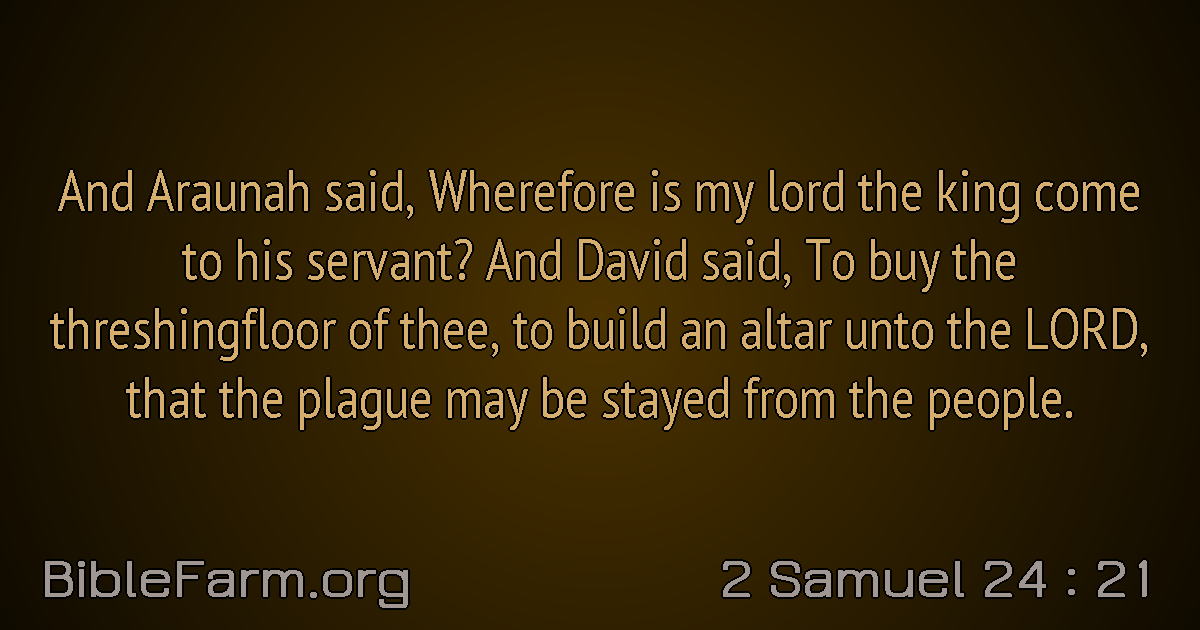 And Araunah said, Wherefore is my lord the king come
to his servant? And David said, To buy the
threshingfloor of thee, to build an altar unto the LORD,
that the plague may be stayed from the people.
BibleFarm.org
2 Samuel 24 : 21